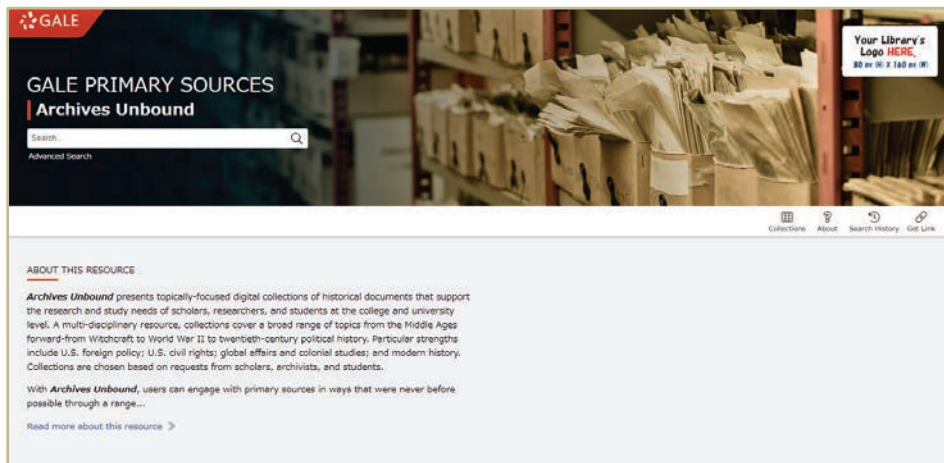 GALE
Your Library's
Logo HERE.
80 PX (H) X 160 PX (W)
GALE PRIMARY SOURCES
Archives Unbound
Search...
Advanced Search
Collections
About
Search History
Get Link
ABOUT THIS RESOURCE
Archives Unbound presents topically-focused digital collections of historical documents that support
the research and study needs of scholars, researchers, and students at the college and university
level. A multi-disciplinary resource, collections cover a broad range of topics from the Middle Ages
forward-from Witchcraft to World War II to twentieth-century political history. Particular strengths
include U.S. foreign policy; U.S. civil rights; global affairs and colonial studies; and modern history.
Collections are chosen based on requests from scholars, archivists, and students.
With Archives Unbound, users can engage with primary sources in ways that were never before
possible through a range...
Read more about this resource